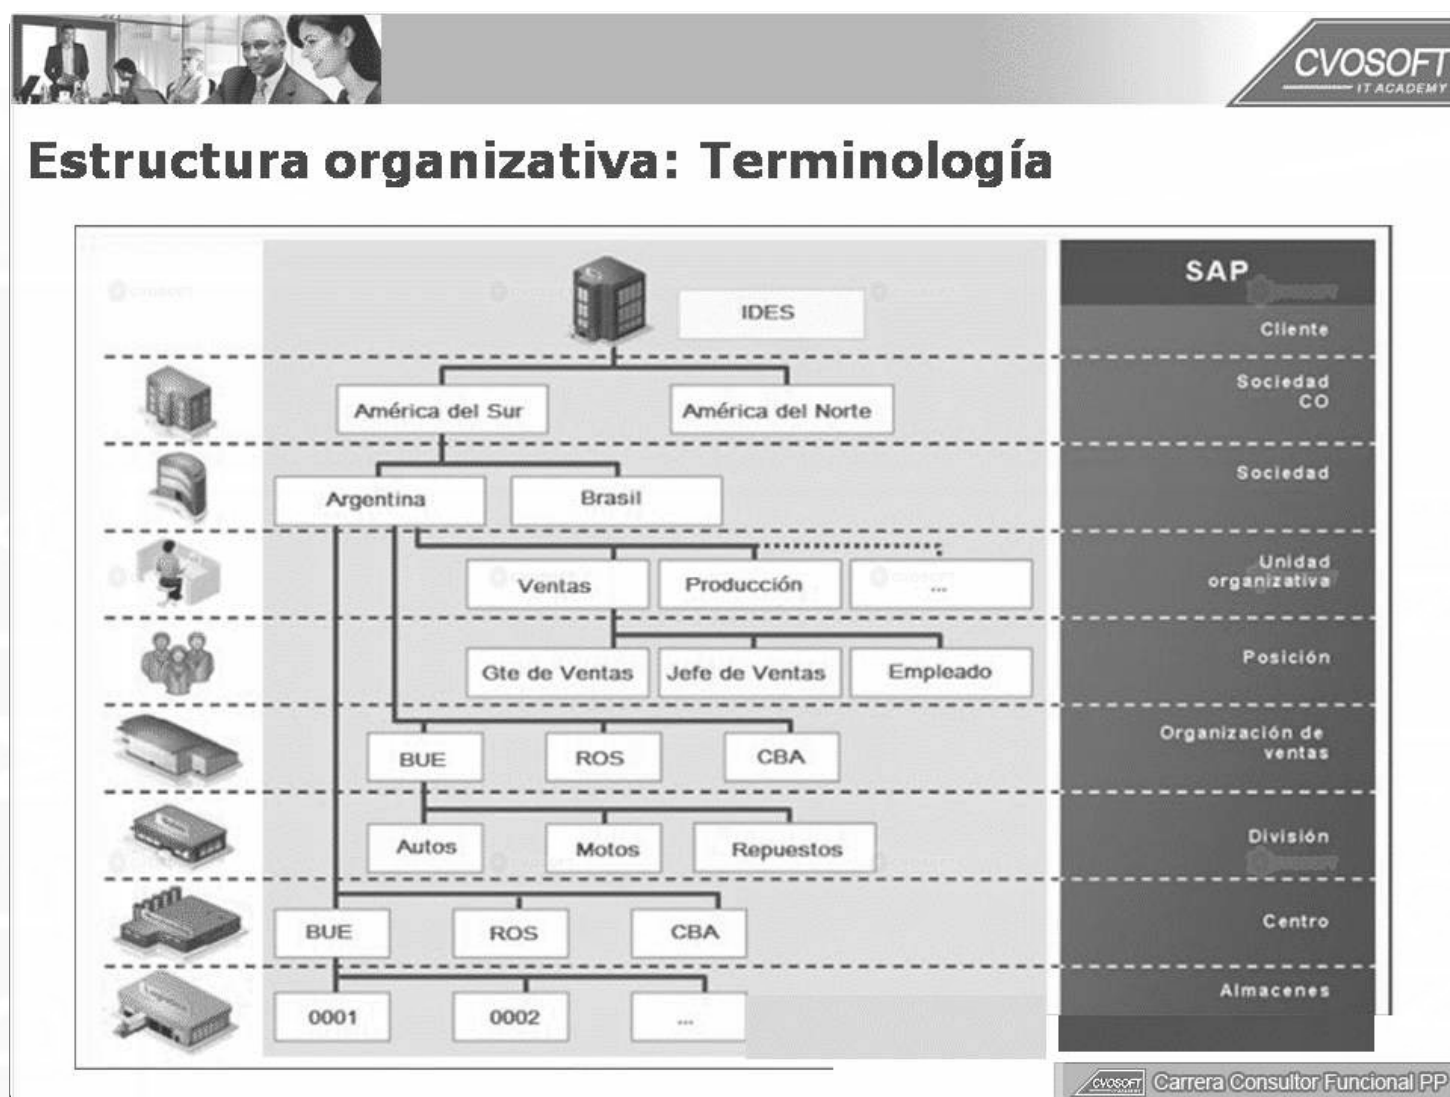 CVOSOFT
IT ACADEMY
Estructura organizativa: Terminología
SAP
IDES
Cliente
América del Sur
América del Norte
Sociedad
CO
Argentina
Brasil
Sociedad
Ventas
Producción
...
Unidad
organizativa
Gte de Ventas
Jefe de Ventas
Empleado
Posición
BUE
ROS
CBA
Organización de
ventas
Autos
Motos
Repuestos
División
BUE
ROS
CBA
Centro
0001
0002
...
Almacenes
CVOSOFT
Carrera Consultor Funcional PP